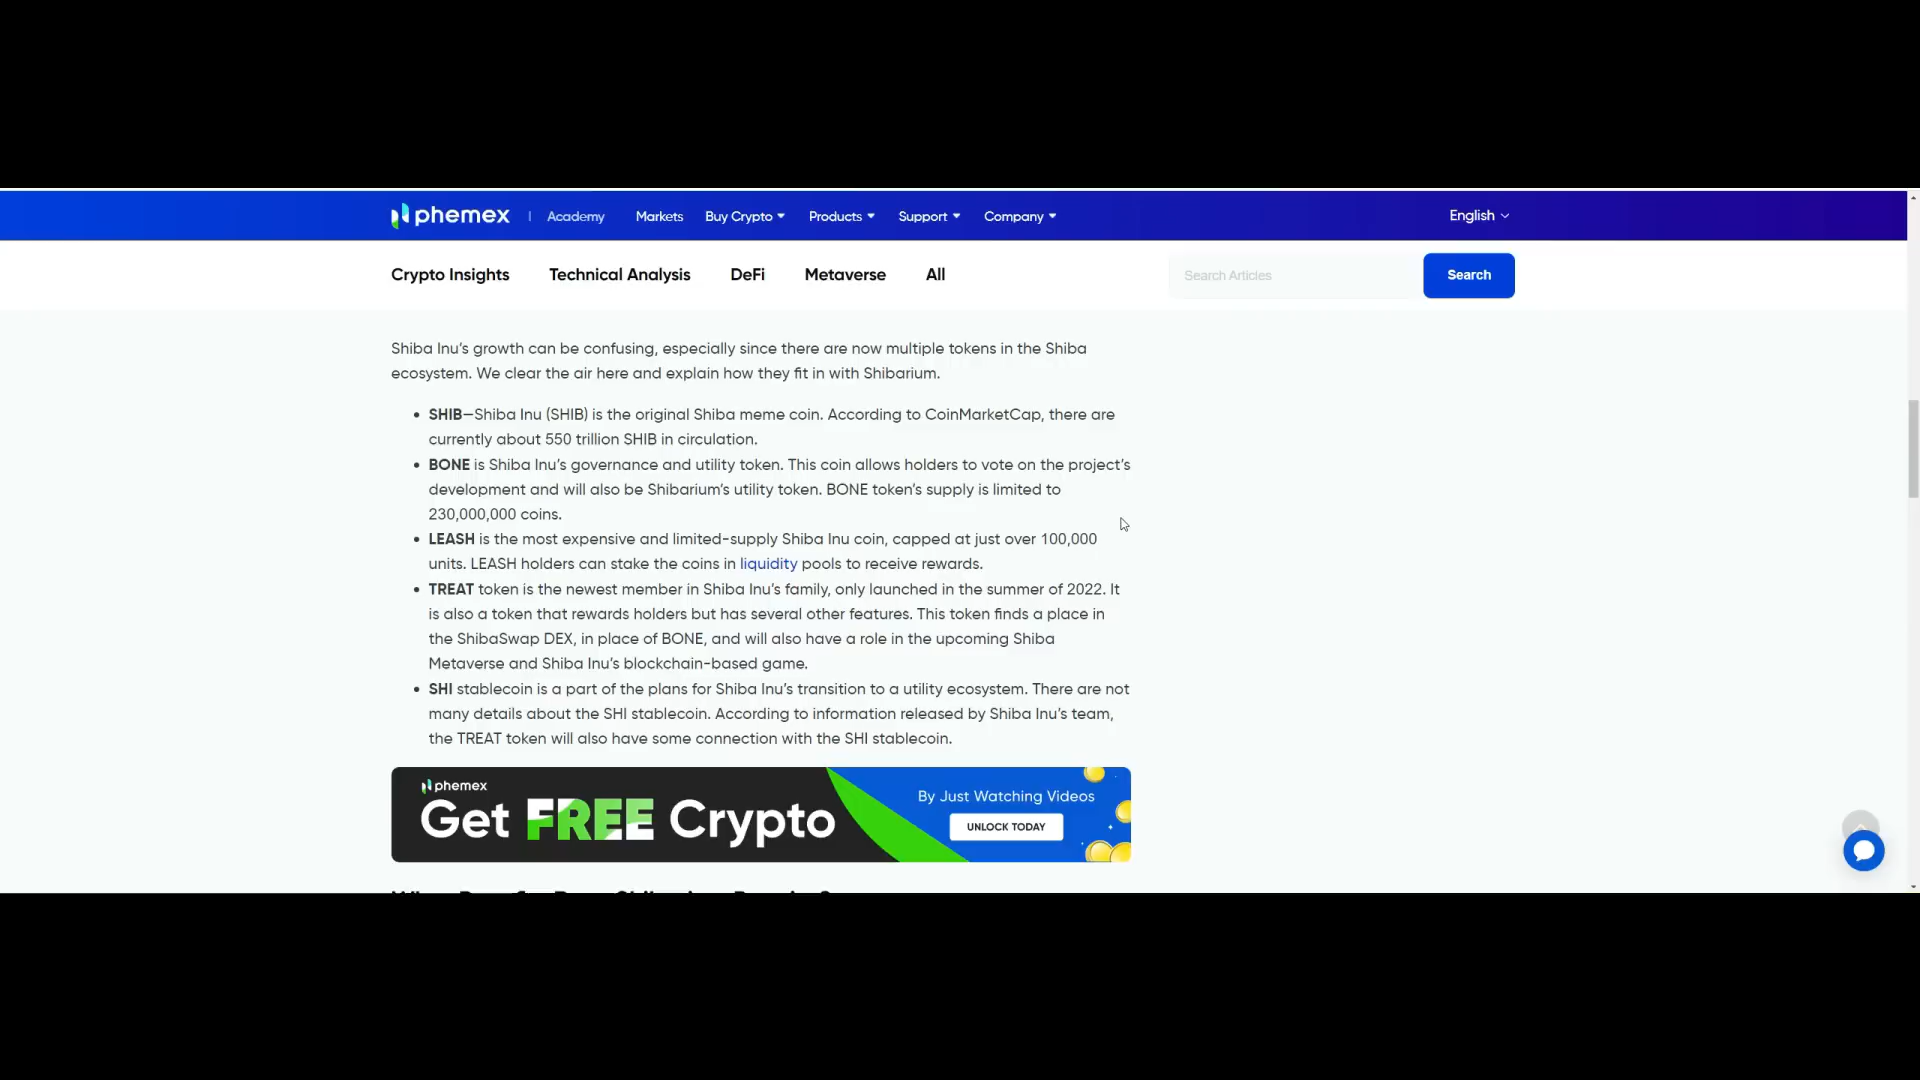 phemex | Academy Markets Buy Crypto Products Support Company English
Crypto Insights Technical Analysis DeFi Metaverse All Search Articles Search
Shiba Inu’s growth can be confusing, especially since there are now multiple tokens in the Shiba
ecosystem. We clear the air here and explain how they fit in with Shibarium.
• SHIB—Shiba Inu (SHIB) is the original Shiba meme coin. According to CoinMarketCap, there are
currently about 550 trillion SHIB in circulation.
• BONE is Shiba Inu’s governance and utility token. This coin allows holders to vote on the project’s
development and will also be Shibarium’s utility token. BONE token’s supply is limited to
230,000,000 coins.
• LEASH is the most expensive and limited-supply Shiba Inu coin, capped at just over 100,000
units. LEASH holders can stake the coins in liquidity pools to receive rewards.
• TREAT token is the newest member in Shiba Inu’s family, only launched in the summer of 2022. It
is also a token that rewards holders but has several other features. This token finds a place in
the ShibaSwap DEX, in place of BONE, and will also have a role in the upcoming Shiba
Metaverse and Shiba Inu’s blockchain-based game.
• SHI stablecoin is a part of the plans for Shiba Inu’s transition to a utility ecosystem. There are not
many details about the SHI stablecoin. According to information released by Shiba Inu’s team,
the TREAT token will also have some connection with the SHI stablecoin.
phemex
Get FREE Crypto
By Just Watching Videos
UNLOCK TODAY